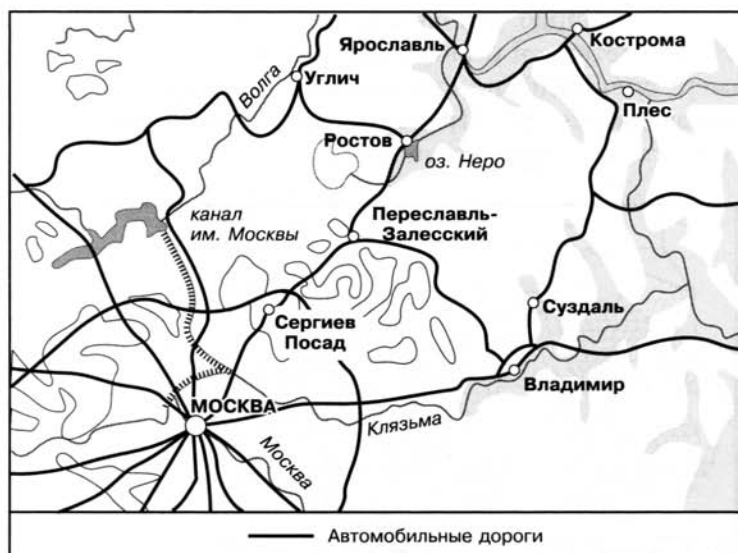 Ярославль
Кострома
Углич
Волга
Плес
Ростов
оз. Неро
канал
им. Москвы
Переславль-
Залесский
Сергиев
Посад
Суздаль
Владимир
МОСКВА
Клязьма
Москва
Автомобильные дороги